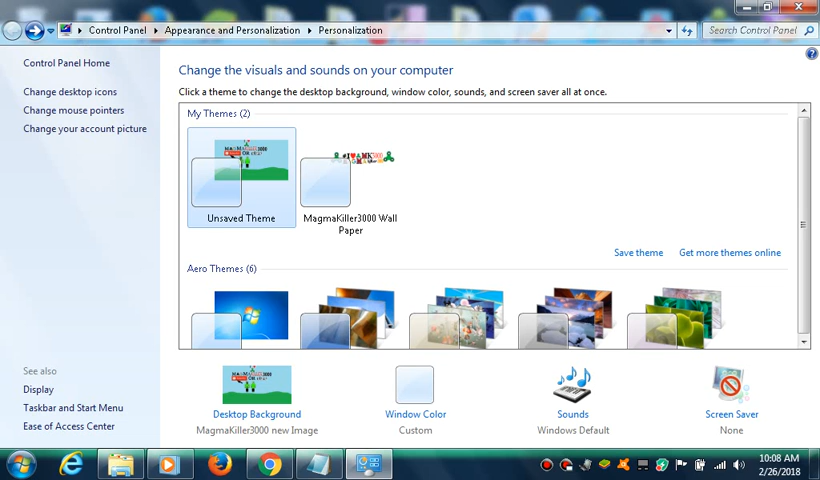 Control Panel Appearance and Personalization Personalization Search Control Panel
Control Panel Home
Change desktop icons
Change mouse pointers
Change your account picture
Change the visuals and sounds on your computer
Click a theme to change the desktop background, window color, sounds, and screen saver all at once.
My Themes (2)
Unsaved Theme
MagmaKiller3000 Wall
Paper
Save theme Get more themes online
Aero Themes (6)
See also
Display
Taskbar and Start Menu
Ease of Access Center
Desktop Background
MagmaKiller3000 new Image
Window Color
Custom
Sounds
Windows Default
Screen Saver
None
10:08 AM
2/26/2018